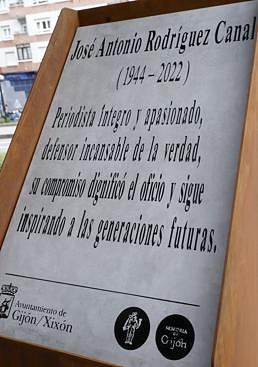 José Antonio Rodríguez Canal
(1944 – 2022)
Periodista íntegro y apasionado,
defensor incansable de la verdad,
su compromiso dignificó el oficio y sigue
inspirando a las generaciones futuras.
Ayuntamiento de
Gijón/Xixón
MEMORIA
DE
Gijón